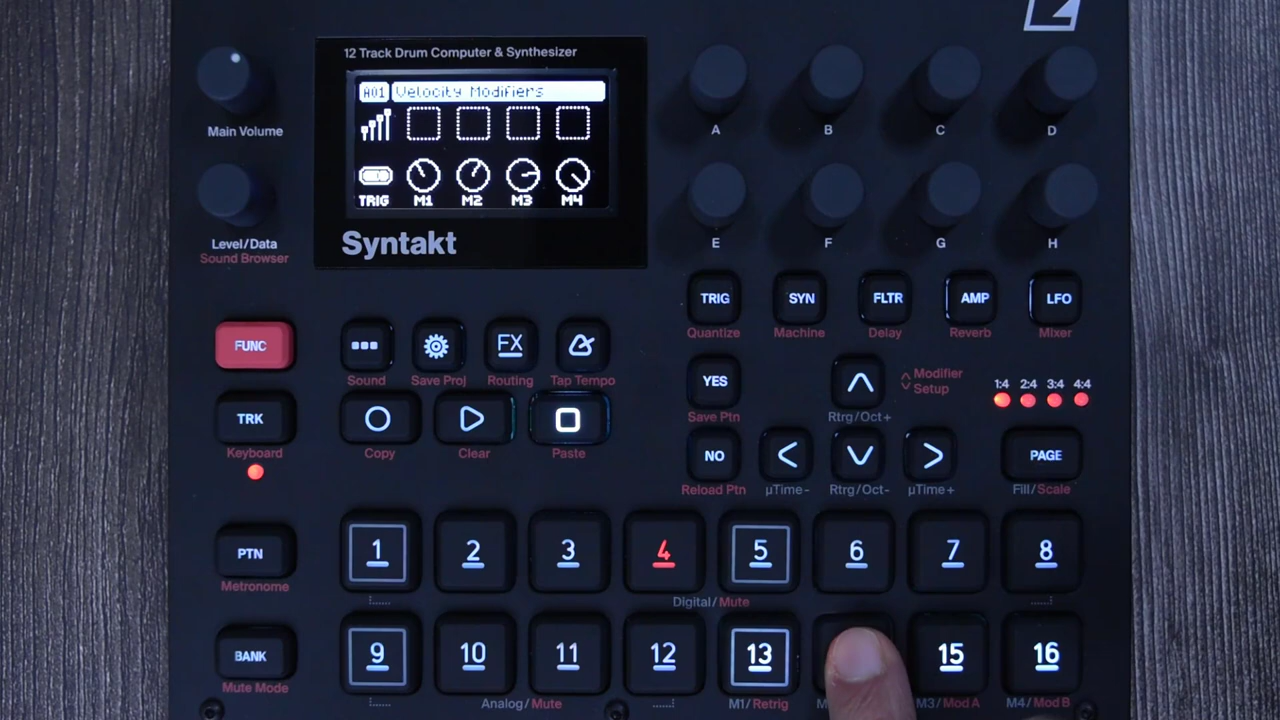 12 Track Drum Computer & Synthesizer
A01 Velocity Modifiers
TRIG M1 M2 M3 M4
Syntakt
Main Volume
Level/Data
Sound Browser
A B C D
E F G H
TRIG SYN FLTR AMP LFO
Quantize Machine Delay Reverb Mixer
FUNC
FX
Sound Save Proj Routing Tap Tempo
YES
Save Ptn
Rtrg/Oct+
Modifier
Setup
1:4 2:4 3:4 4:4
TRK
Keyboard
Copy Clear Paste
NO PAGE
Reload Ptn µTime- Rtrg/Oct- µTime+ Fill/Scale
PTN
Metronome
1 2 3 4 5 6 7 8
Digital/Mute
BANK
Mute Mode
9 10 11 12 13 15 16
Analog/Mute M1/Retrig M3/Mod A M4/Mod B